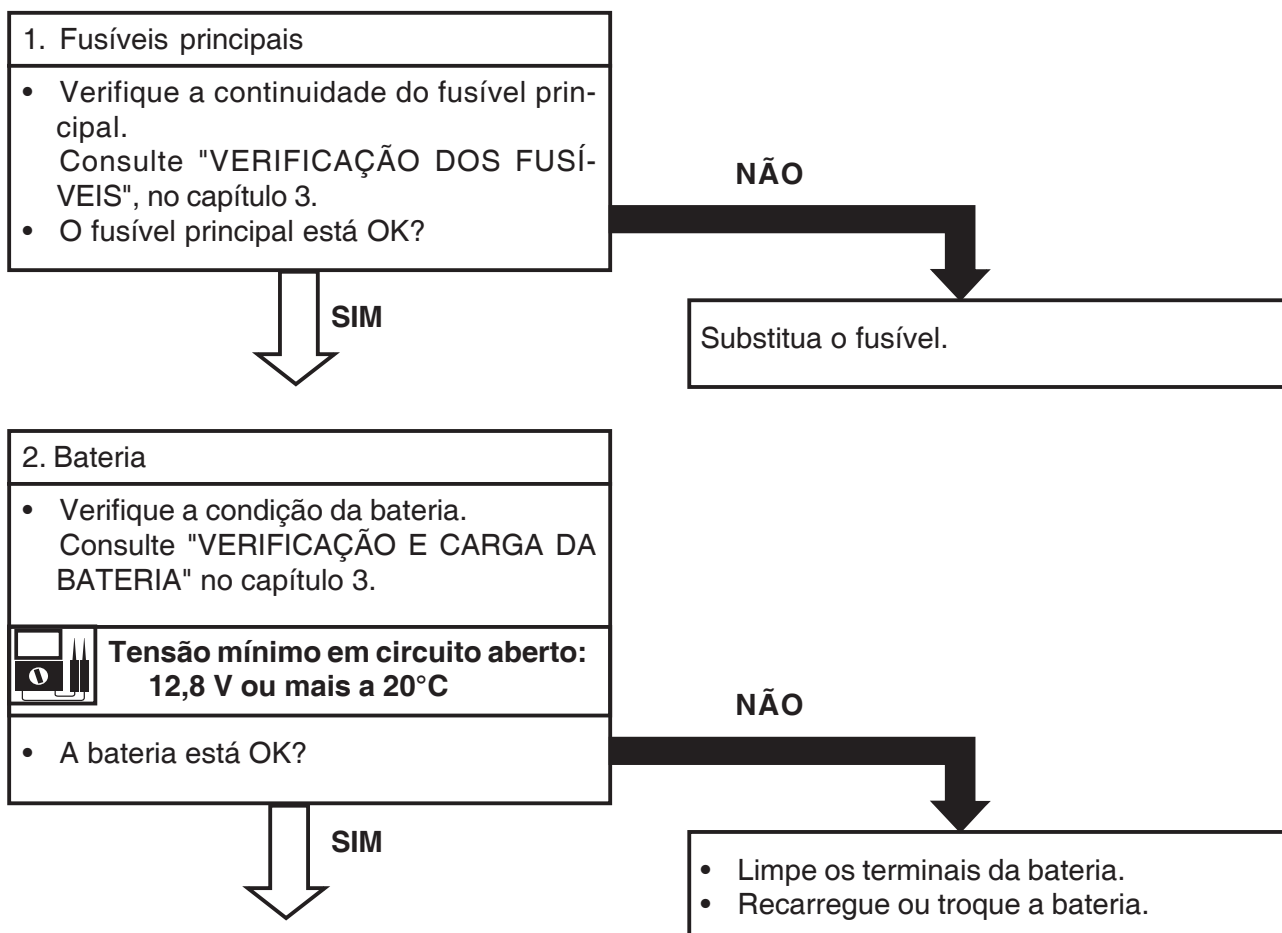 1. Fusíveis principais
• Verifique a continuidade do fusível prin-
cipal.
Consulte "VERIFICAÇÃO DOS FUSÍ-
VEIS", no capítulo 3.
• O fusível principal está OK?
NÃO
SIM
Substitua o fusível.
2. Bateria
• Verifique a condição da bateria.
Consulte "VERIFICAÇÃO E CARGA DA
BATERIA" no capítulo 3.
Tensão mínimo em circuito aberto:
12,8 V ou mais a 20°C
• A bateria está OK?
NÃO
SIM
• Limpe os terminais da bateria.
• Recarregue ou troque a bateria.